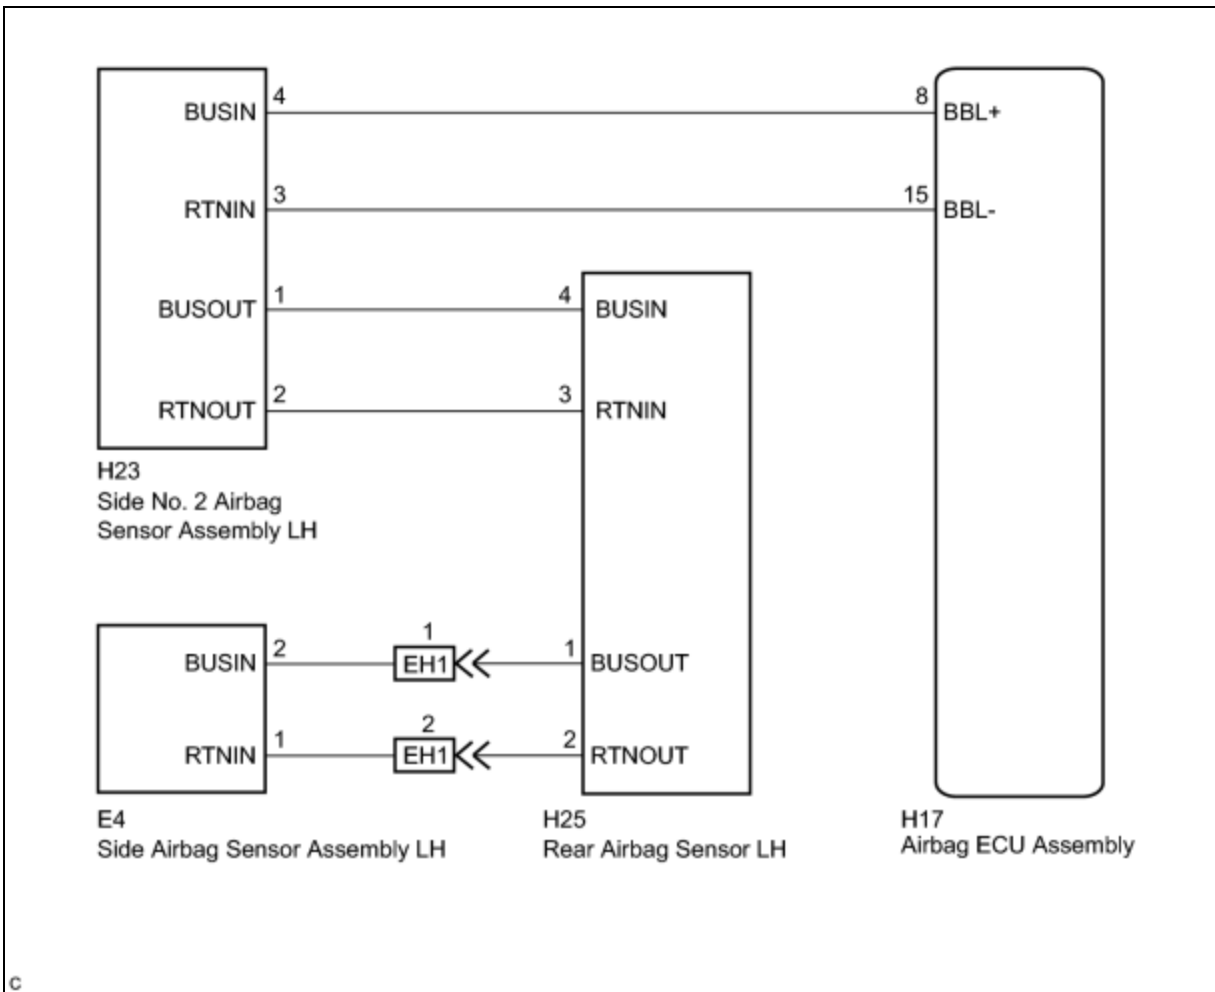 4
8
BUSIN
BBL+
3
15
RTNIN
BBL-
1
4
BUSOUT
BUSIN
2
3
RTNOUT
RTNIN
H23
Side No. 2 Airbag
Sensor Assembly LH
1
2
1
BUSIN
EH1
BUSOUT
2
1
2
RTNIN
EH1
RTNOUT
E4
Side Airbag Sensor Assembly LH
H25
Rear Airbag Sensor LH
H17
Airbag ECU Assembly
c